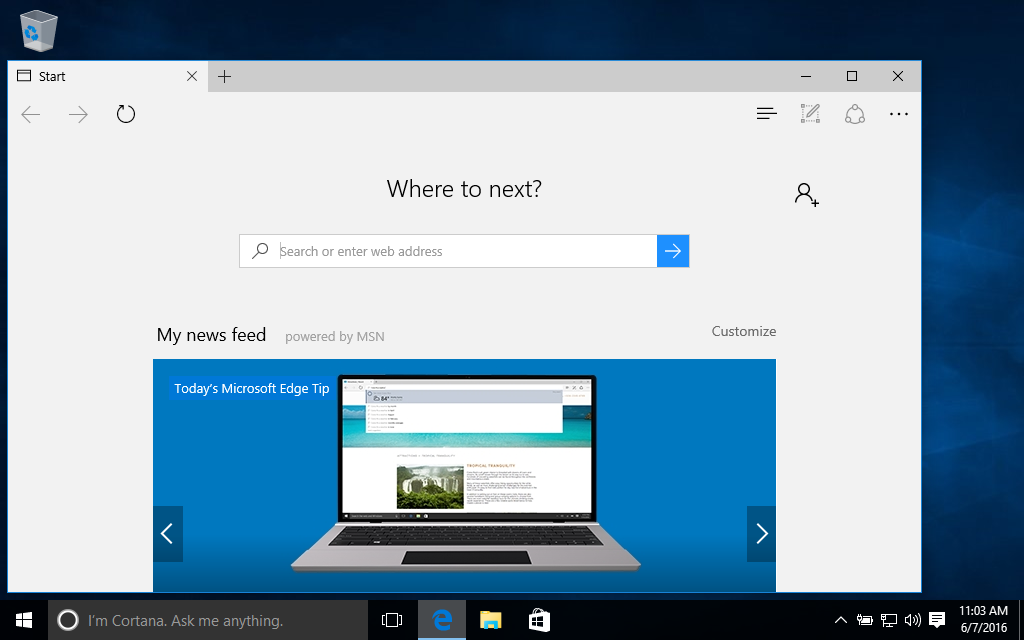 Start
Where to next?
Search or enter web address
My news feed powered by MSN
Customize
Today's Microsoft Edge Tip
84°
TROPICAL TRANQUILITY
I'm Cortana. Ask me anything.
11:03 AM
6/7/2016